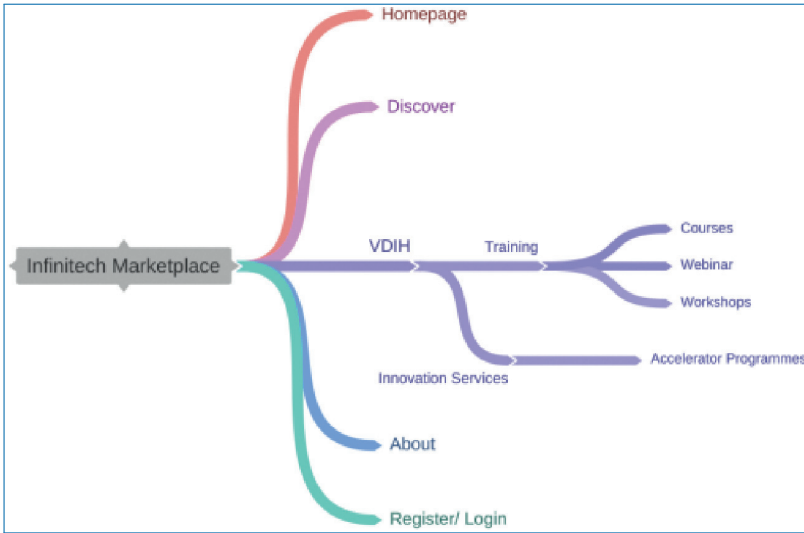 Homepage
Discover
Infinitech Marketplace
VDIH
Training
Courses
Webinar
Workshops
Innovation Services
Accelerator Programmes
About
Register/ Login